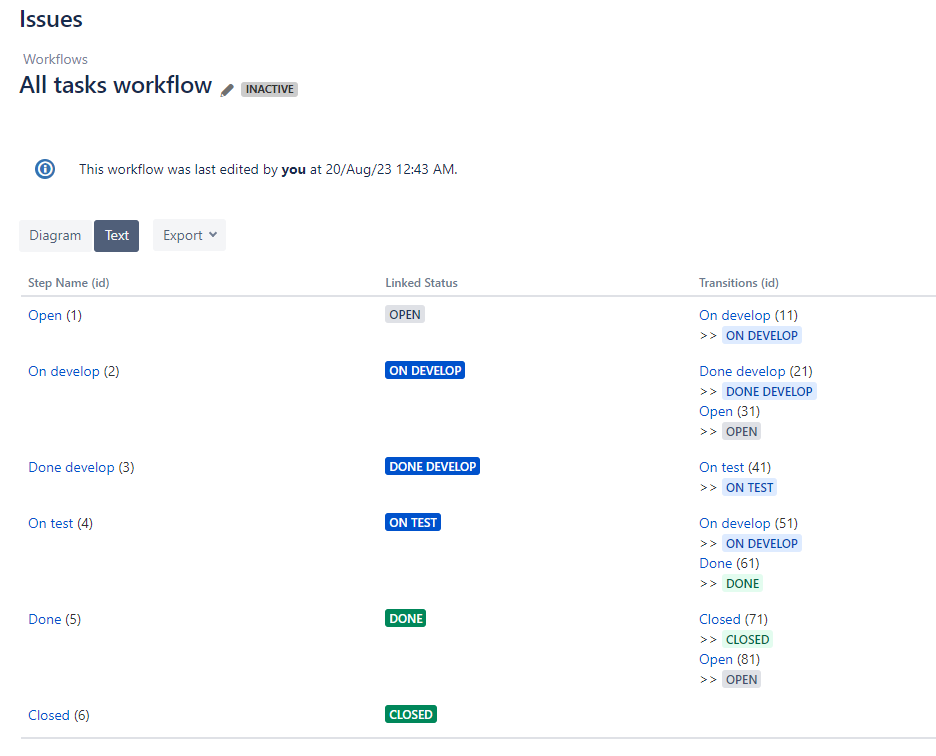 Issues
Workflows
All tasks workflow INACTIVE
This workflow was last edited by you at 20/Aug/23 12:43 AM.
Diagram Text Export
Step Name (id) Linked Status Transitions (id)
Open (1) OPEN On develop (11)
>> ON DEVELOP
On develop (2) ON DEVELOP Done develop (21)
>> DONE DEVELOP
Open (31)
>> OPEN
Done develop (3) DONE DEVELOP On test (41)
>> ON TEST
On test (4) ON TEST On develop (51)
>> ON DEVELOP
Done (61)
>> DONE
Done (5) DONE Closed (71)
>> CLOSED
Open (81)
>> OPEN
Closed (6) CLOSED